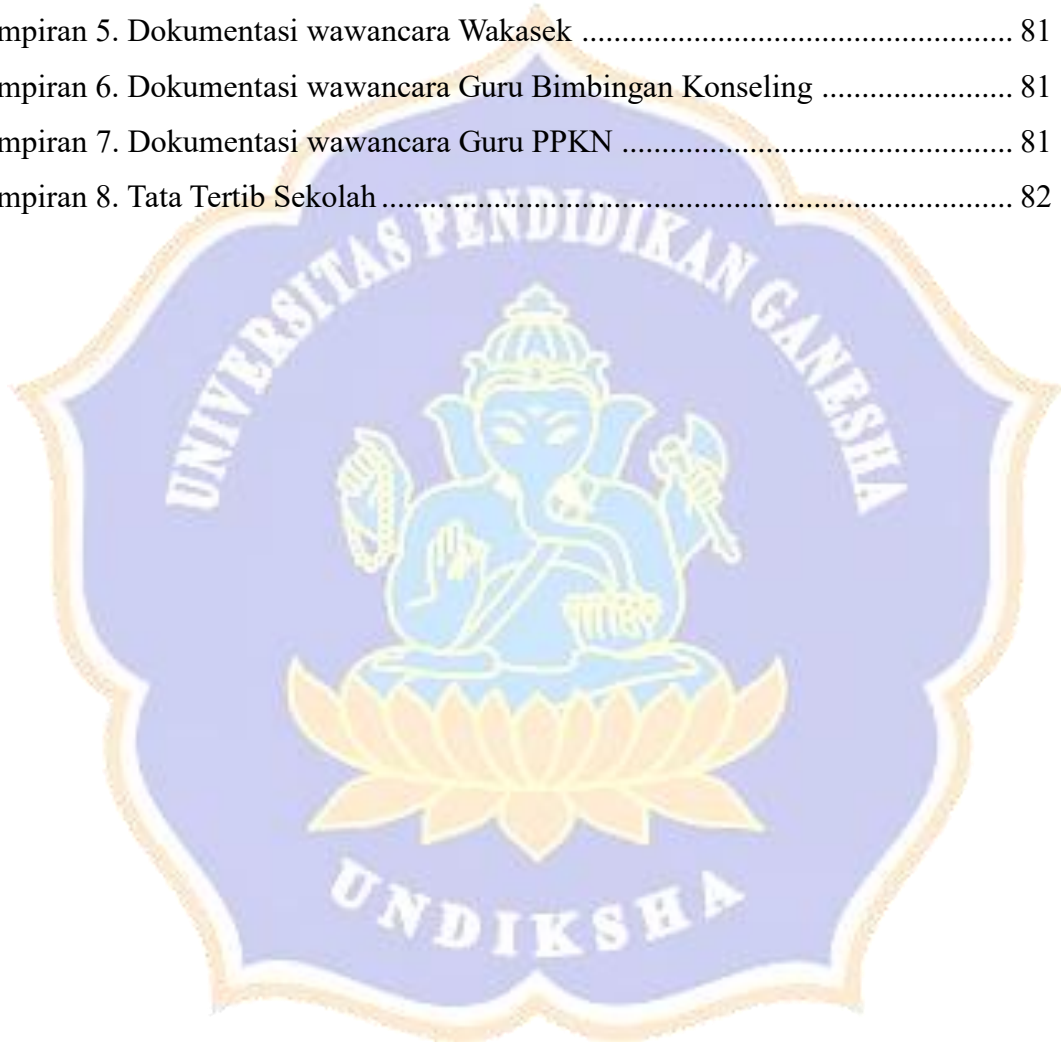 mpiran 5. Dokumentasi wawancara Wakasek ........................................................ 81
mpiran 6. Dokumentasi wawancara Guru Bimbingan Konseling ........................ 81
mpiran 7. Dokumentasi wawancara Guru PPKN ................................................. 81
mpiran 8. Tata Tertib Sekolah ................................................................................ 82
UNIVERSITAS PENDIDIKAN GANESHA
UNDIKSHA